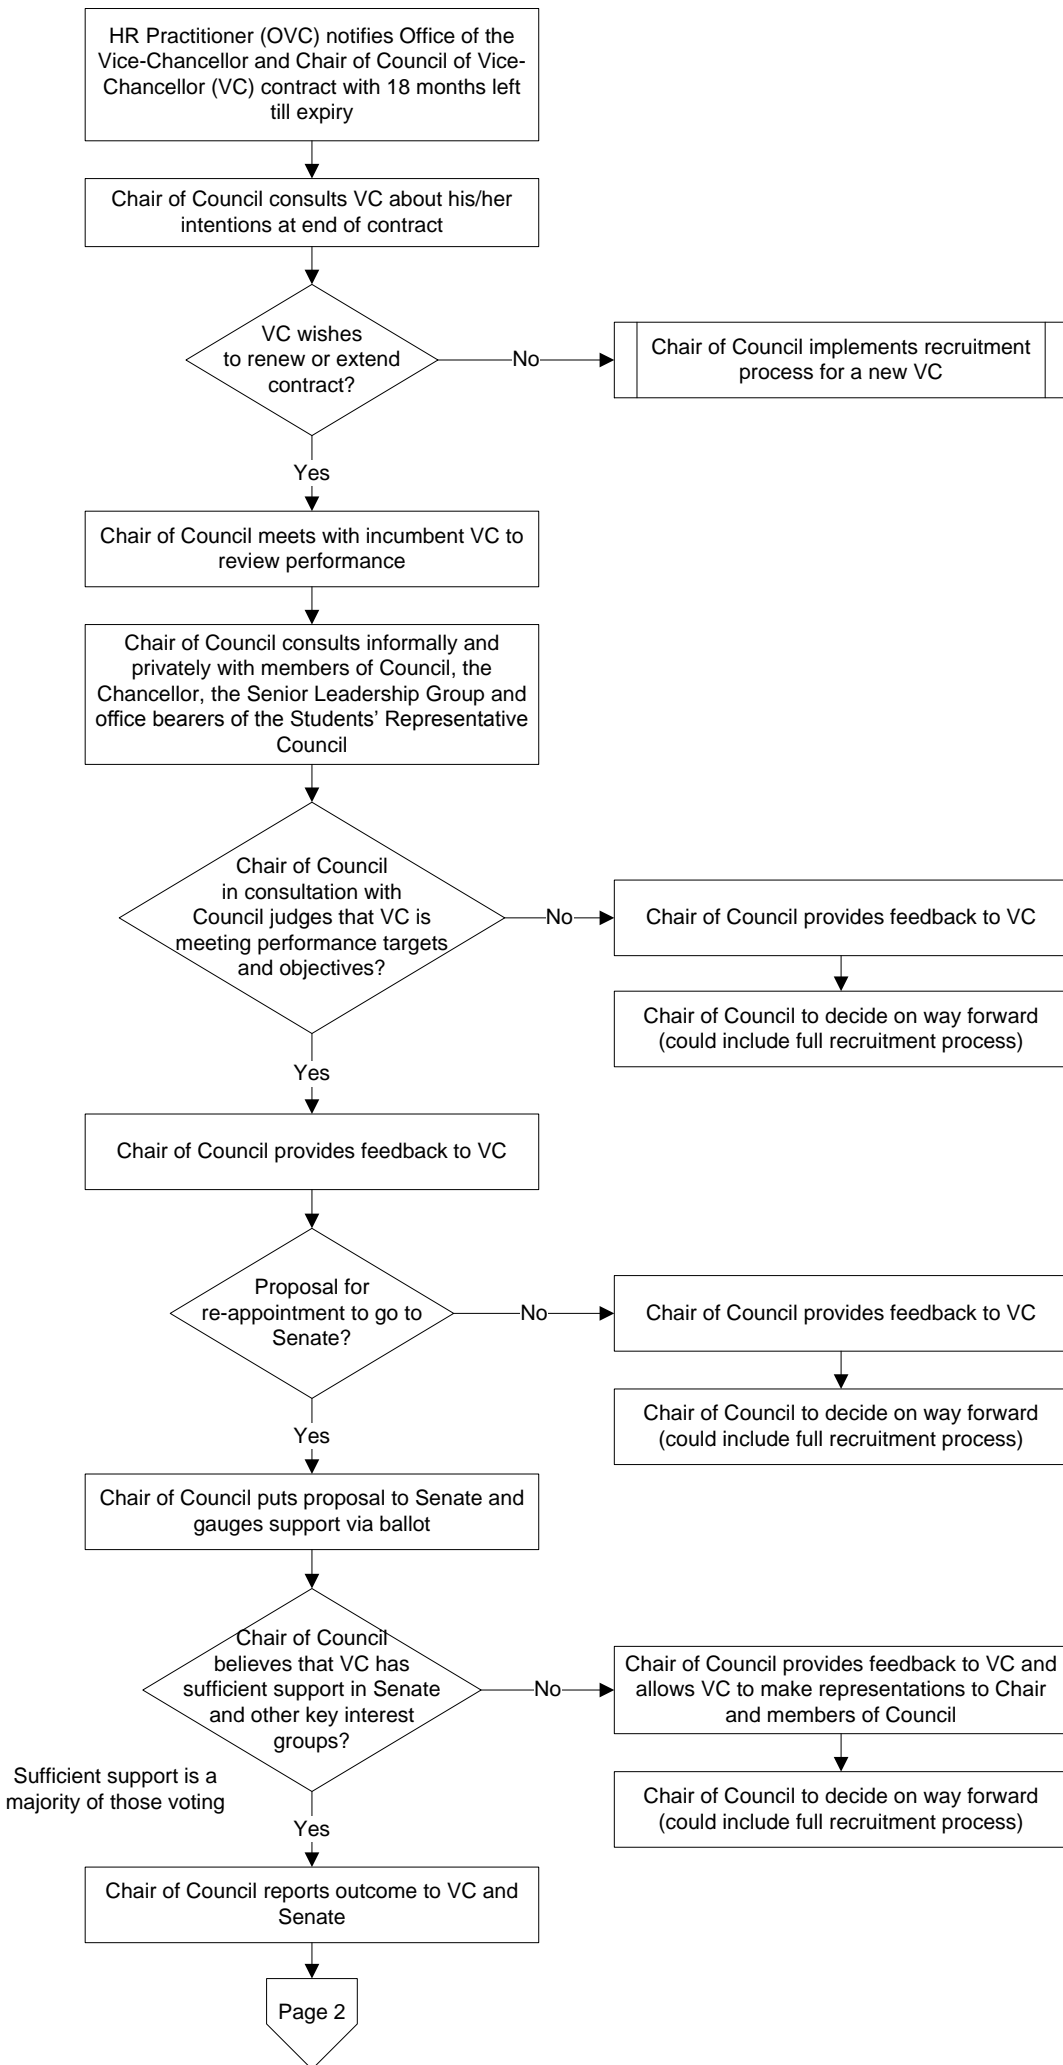 HR Practitioner (OVC) notifies Office of the
Vice-Chancellor and Chair of Council of Vice-
Chancellor (VC) contract with 18 months left
till expiry
Chair of Council consults VC about his/her
intentions at end of contract
VC wishes
to renew or extend
contract?
No
Chair of Council implements recruitment
process for a new VC
Yes
Chair of Council meets with incumbent VC to
review performance
Chair of Council consults informally and
privately with members of Council, the
Chancellor, the Senior Leadership Group and
office bearers of the Students’ Representative
Council
Chair of Council
in consultation with
Council judges that VC is
meeting performance targets
and objectives?
No
Chair of Council provides feedback to VC
Chair of Council to decide on way forward
(could include full recruitment process)
Yes
Chair of Council provides feedback to VC
Proposal for
re-appointment to go to
Senate?
No
Chair of Council provides feedback to VC
Chair of Council to decide on way forward
(could include full recruitment process)
Yes
Chair of Council puts proposal to Senate and
gauges support via ballot
Chair of Council
believes that VC has
sufficient support in Senate
and other key interest
groups?
No
Chair of Council provides feedback to VC and
allows VC to make representations to Chair
and members of Council
Chair of Council to decide on way forward
(could include full recruitment process)
Sufficient support is a
majority of those voting
Yes
Chair of Council reports outcome to VC and
Senate
Page 2